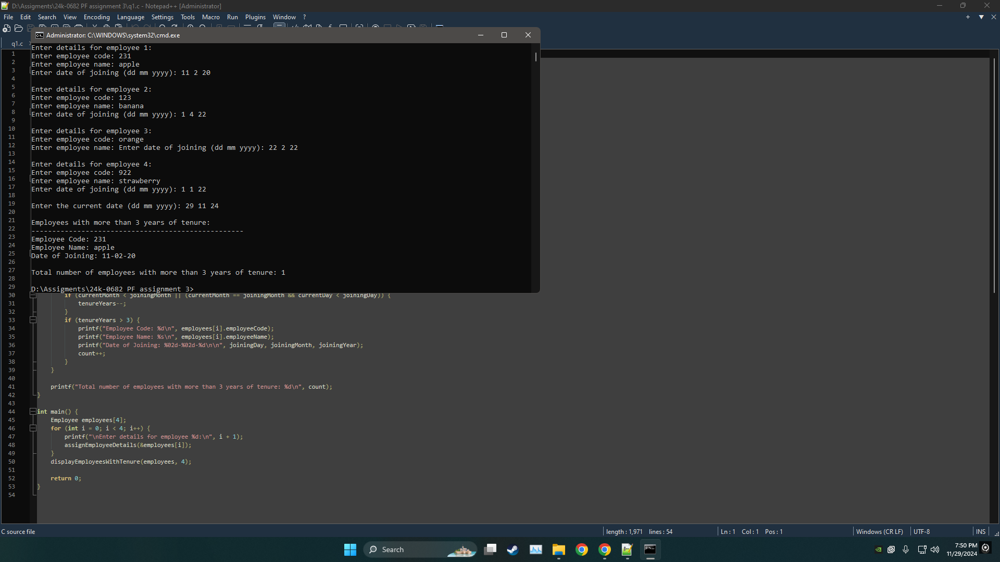 D:\Assigments\24k-0682 PF assignment 3\q1.c - Notepad++ [Administrator]
File Edit Search View Encoding Language Settings Tools Macro Run Plugins Window ?
q1.c
Administrator: C:\WINDOWS\system32\cmd.exe
Enter details for employee 1:
Enter employee code: 231
Enter employee name: apple
Enter date of joining (dd mm yyyy): 11 2 20
Enter details for employee 2:
Enter employee code: 123
Enter employee name: banana
Enter date of joining (dd mm yyyy): 1 4 22
Enter details for employee 3:
Enter employee code: orange
Enter employee name: Enter date of joining (dd mm yyyy): 22 2 22
Enter details for employee 4:
Enter employee code: 922
Enter employee name: strawberry
Enter date of joining (dd mm yyyy): 1 1 22
Enter the current date (dd mm yyyy): 29 11 24
Employees with more than 3 years of tenure:
---------------------------------------------------
Employee Code: 231
Employee Name: apple
Date of Joining: 11-02-20
Total number of employees with more than 3 years of tenure: 1
D:\Assigments\24k-0682 PF assignment 3>
1
2
3
4
5
6
7
8
9
10
11
12
13
14
15
16
17
18
19
20
21
22
23
24
25
26
27
28
29
30 if (currentMonth < joiningMonth || (currentMonth == joiningMonth && currentDay < joiningDay)) {
31 tenureYears--;
32 }
33 if (tenureYears > 3) {
34 printf("Employee Code: %d\n", employees[i].employeeCode);
35 printf("Employee Name: %s\n", employees[i].employeeName);
36 printf("Date of Joining: %02d-%02d-%d\n\n", joiningDay, joiningMonth, joiningYear);
37 count++;
38 }
39 }
40
41 printf("Total number of employees with more than 3 years of tenure: %d\n", count);
42 }
43
44 int main() {
45 Employee employees[4];
46 for (int i = 0; i < 4; i++) {
47 printf("\nEnter details for employee %d:\n", i + 1);
48 assignEmployeeDetails(&employees[i]);
49 }
50 displayEmployeesWithTenure(employees, 4);
51
52 return 0;
53 }
54
C source file length : 1,971 lines : 54 Ln : 1 Col : 1 Pos : 1 Windows (CR LF) UTF-8 INS
Search
7:50 PM
11/29/2024